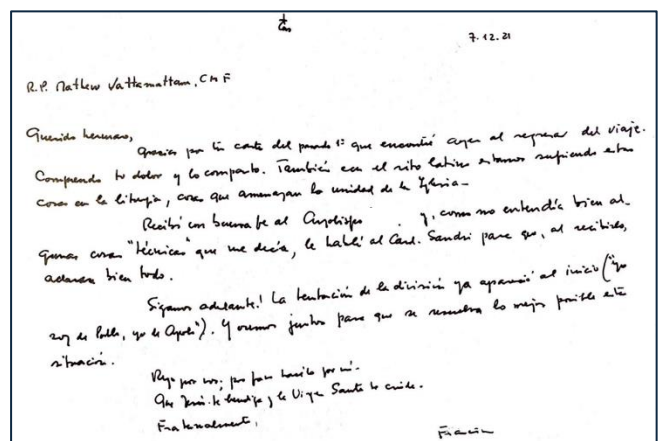 7.12.21
R.P. Mathew Vattamattam, CMF
Querido hermano,
Gracias por tu carta del pasado 1º que encontré ayer al regresar del viaje.
Comprendo tu dolor y lo comparto. También con el rito latino estamos sufriendo estas
cosas en la liturgia, cosas que amenazan la unidad de la Iglesia-
Recibí con buena fe al Arzobispo . y, como no entendía bien al-
gunas cosas "técnicas" que me decía, le hablé al Card. Sandri para que, al recibirlo,
aclarara bien todo.
Sigamos adelante! La tentación de la división ya apareció al inicio ("yo
soy de Pablo, yo de Apolo"). Y oremos juntos para que se resuelva lo mejor posible esta
situación.
Rezo por vos; por favor hacelo por mí.
Que Jesús te bendiga y la Virgen Santa te cuide.
Fraternalmente,